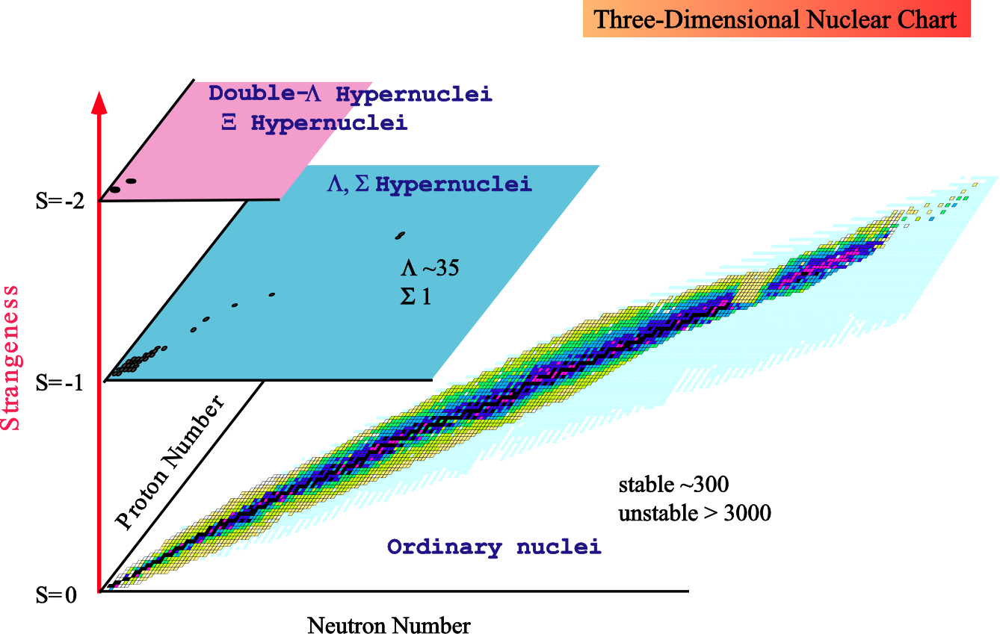 Three-Dimensional Nuclear Chart
Double-Λ Hypernuclei
Ξ Hypernuclei
S=-2
Λ, Σ Hypernuclei
Λ ~35
Σ 1
Strangeness
S=-1
Proton Number
stable ~300
unstable > 3000
Ordinary nuclei
S=0
Neutron Number